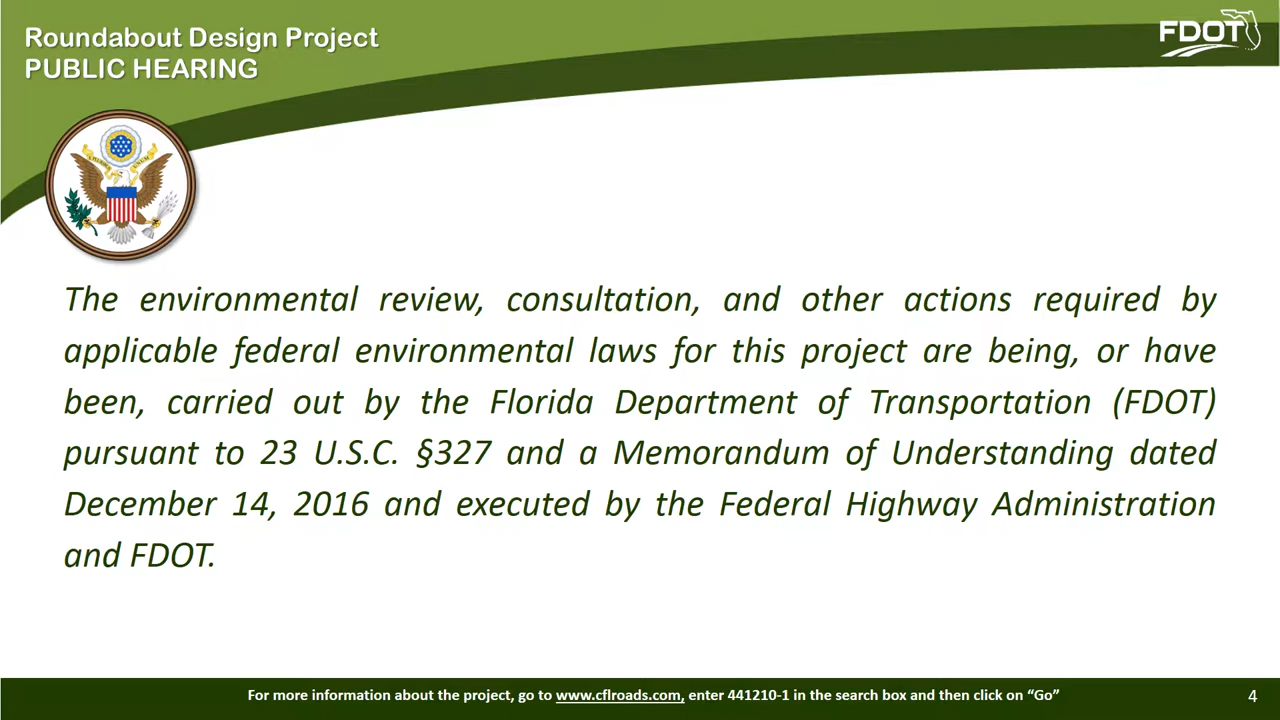 Roundabout Design Project
PUBLIC HEARING
FDOT
The environmental review, consultation, and other actions required by
applicable federal environmental laws for this project are being, or have
been, carried out by the Florida Department of Transportation (FDOT)
pursuant to 23 U.S.C. §327 and a Memorandum of Understanding dated
December 14, 2016 and executed by the Federal Highway Administration
and FDOT.
For more information about the project, go to www.cflroads.com, enter 441210-1 in the search box and then click on “Go”
4